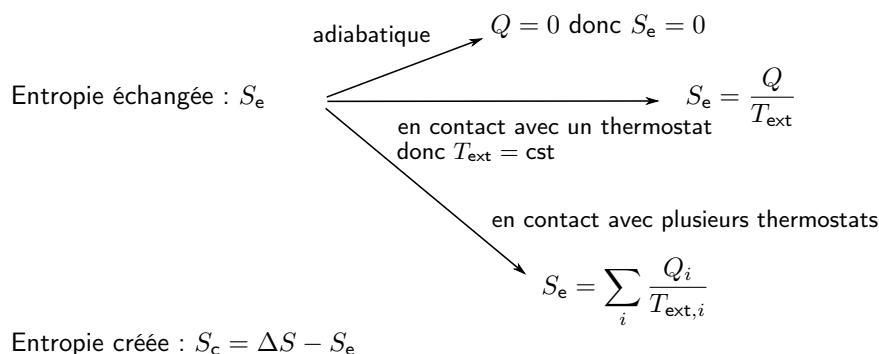 adiabatique
Q = 0 donc S_e = 0
Entropie échangée : S_e
S_e = Q / T_ext
en contact avec un thermostat
donc T_ext = cst
en contact avec plusieurs thermostats
S_e = ∑_i Q_i / T_ext,i
Entropie créée : S_c = ΔS − S_e